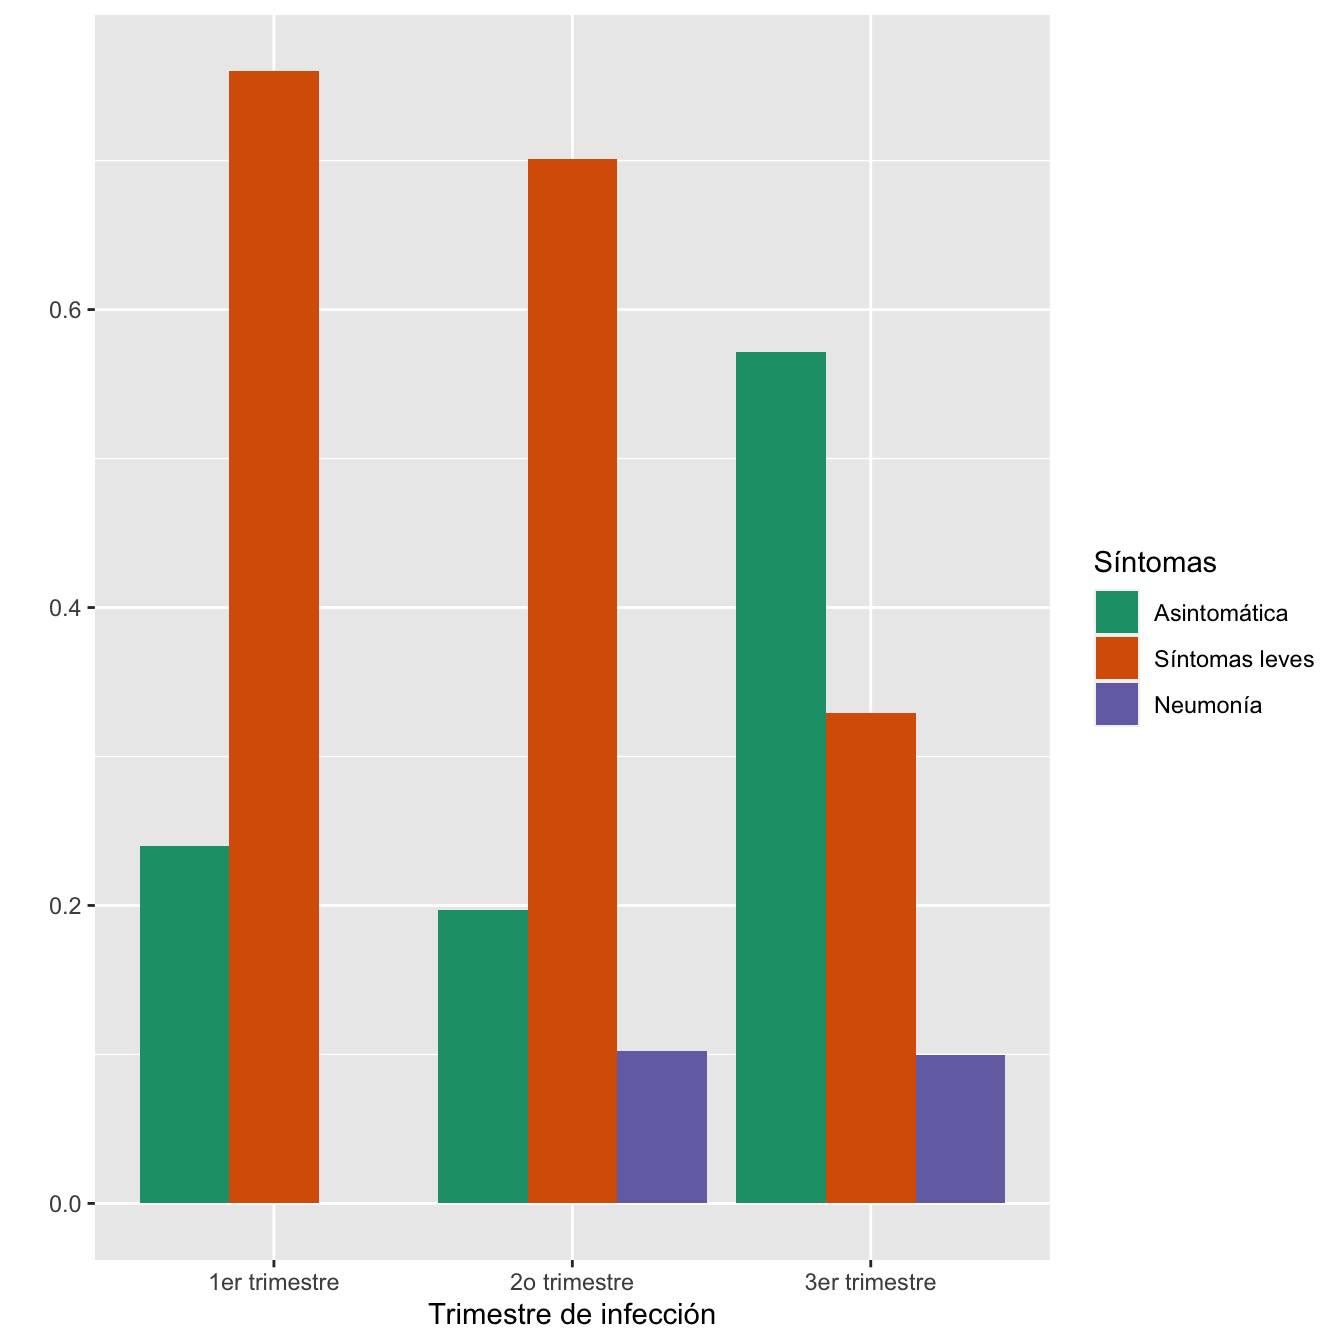 0.6
0.4
0.2
0.0
1er trimestre
2o trimestre
3er trimestre
Trimestre de infección
Síntomas
Asintomática
Síntomas leves
Neumonía